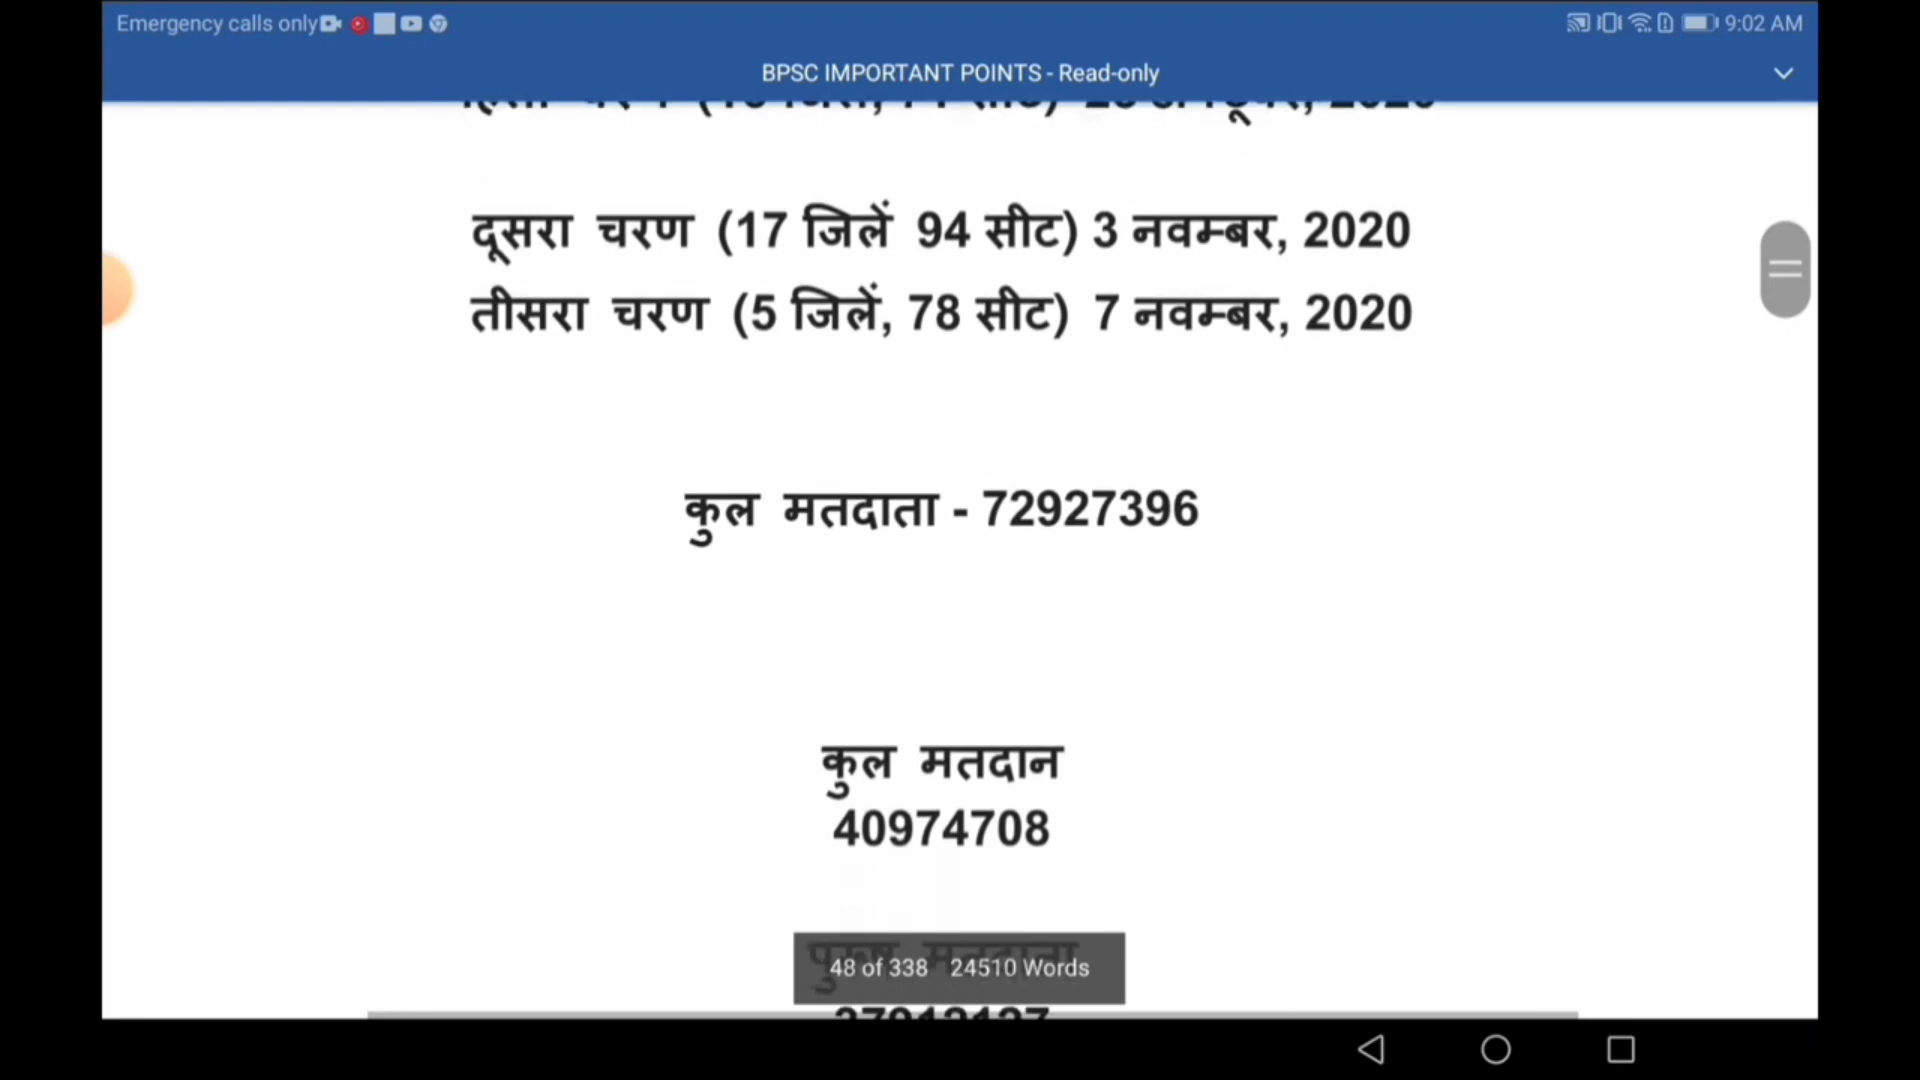 Emergency calls only
9:02 AM
BPSC IMPORTANT POINTS - Read-only
दूसरा चरण (17 जिलें 94 सीट) 3 नवम्बर, 2020
तीसरा चरण (5 जिलें, 78 सीट) 7 नवम्बर, 2020
कुल मतदाता - 72927396
कुल मतदान
40974708
पुरुष मतदाता
48 of 338 24510 Words